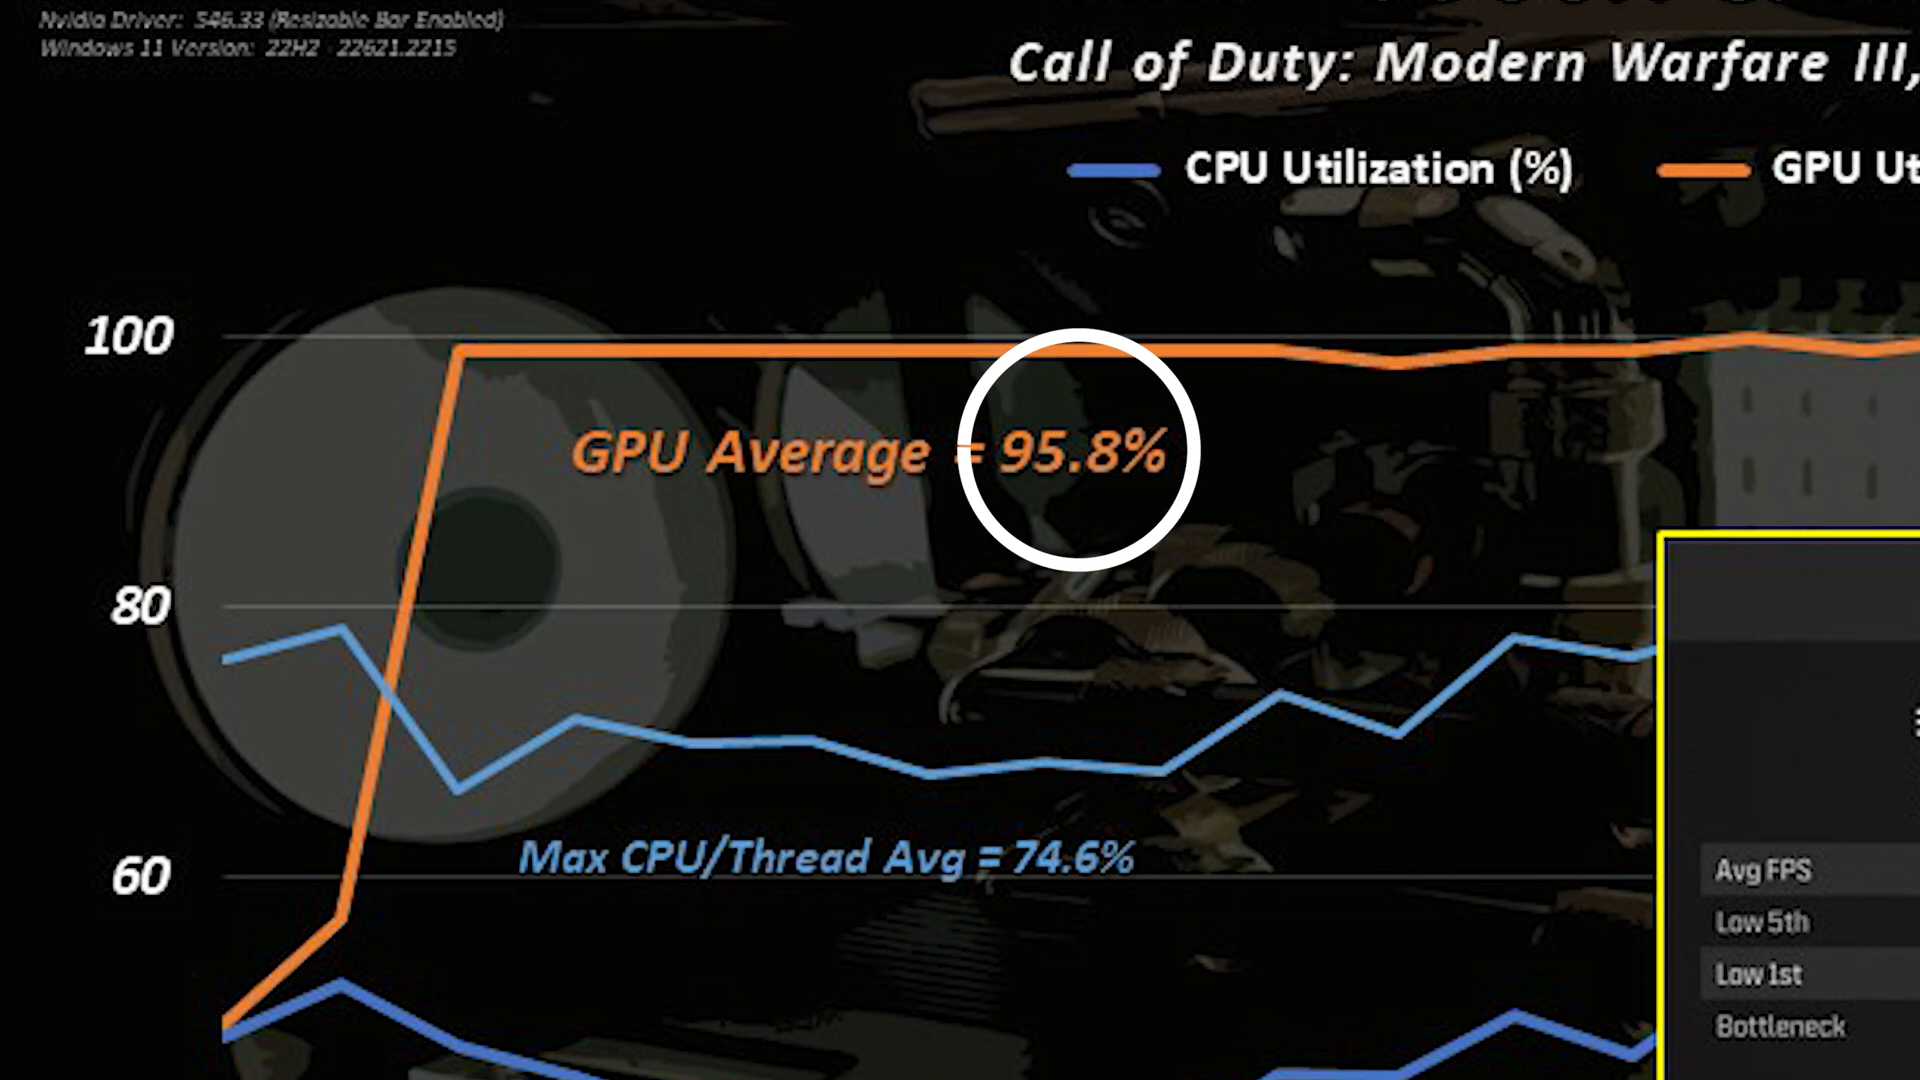 Nvidia Driver: 546.33 (Resizable Bar Enabled)
Windows 11 Version: 22H2 - 22621.2215
Call of Duty: Modern Warfare III,
CPU Utilization (%)
GPU Ut
100
GPU Average = 95.8%
80
Max CPU/Thread Avg = 74.6%
60
Avg FPS
Low 5th
Low 1st
Bottleneck